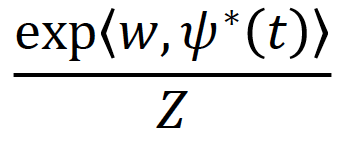 exp⟨w, ψ*(t)⟩
Z